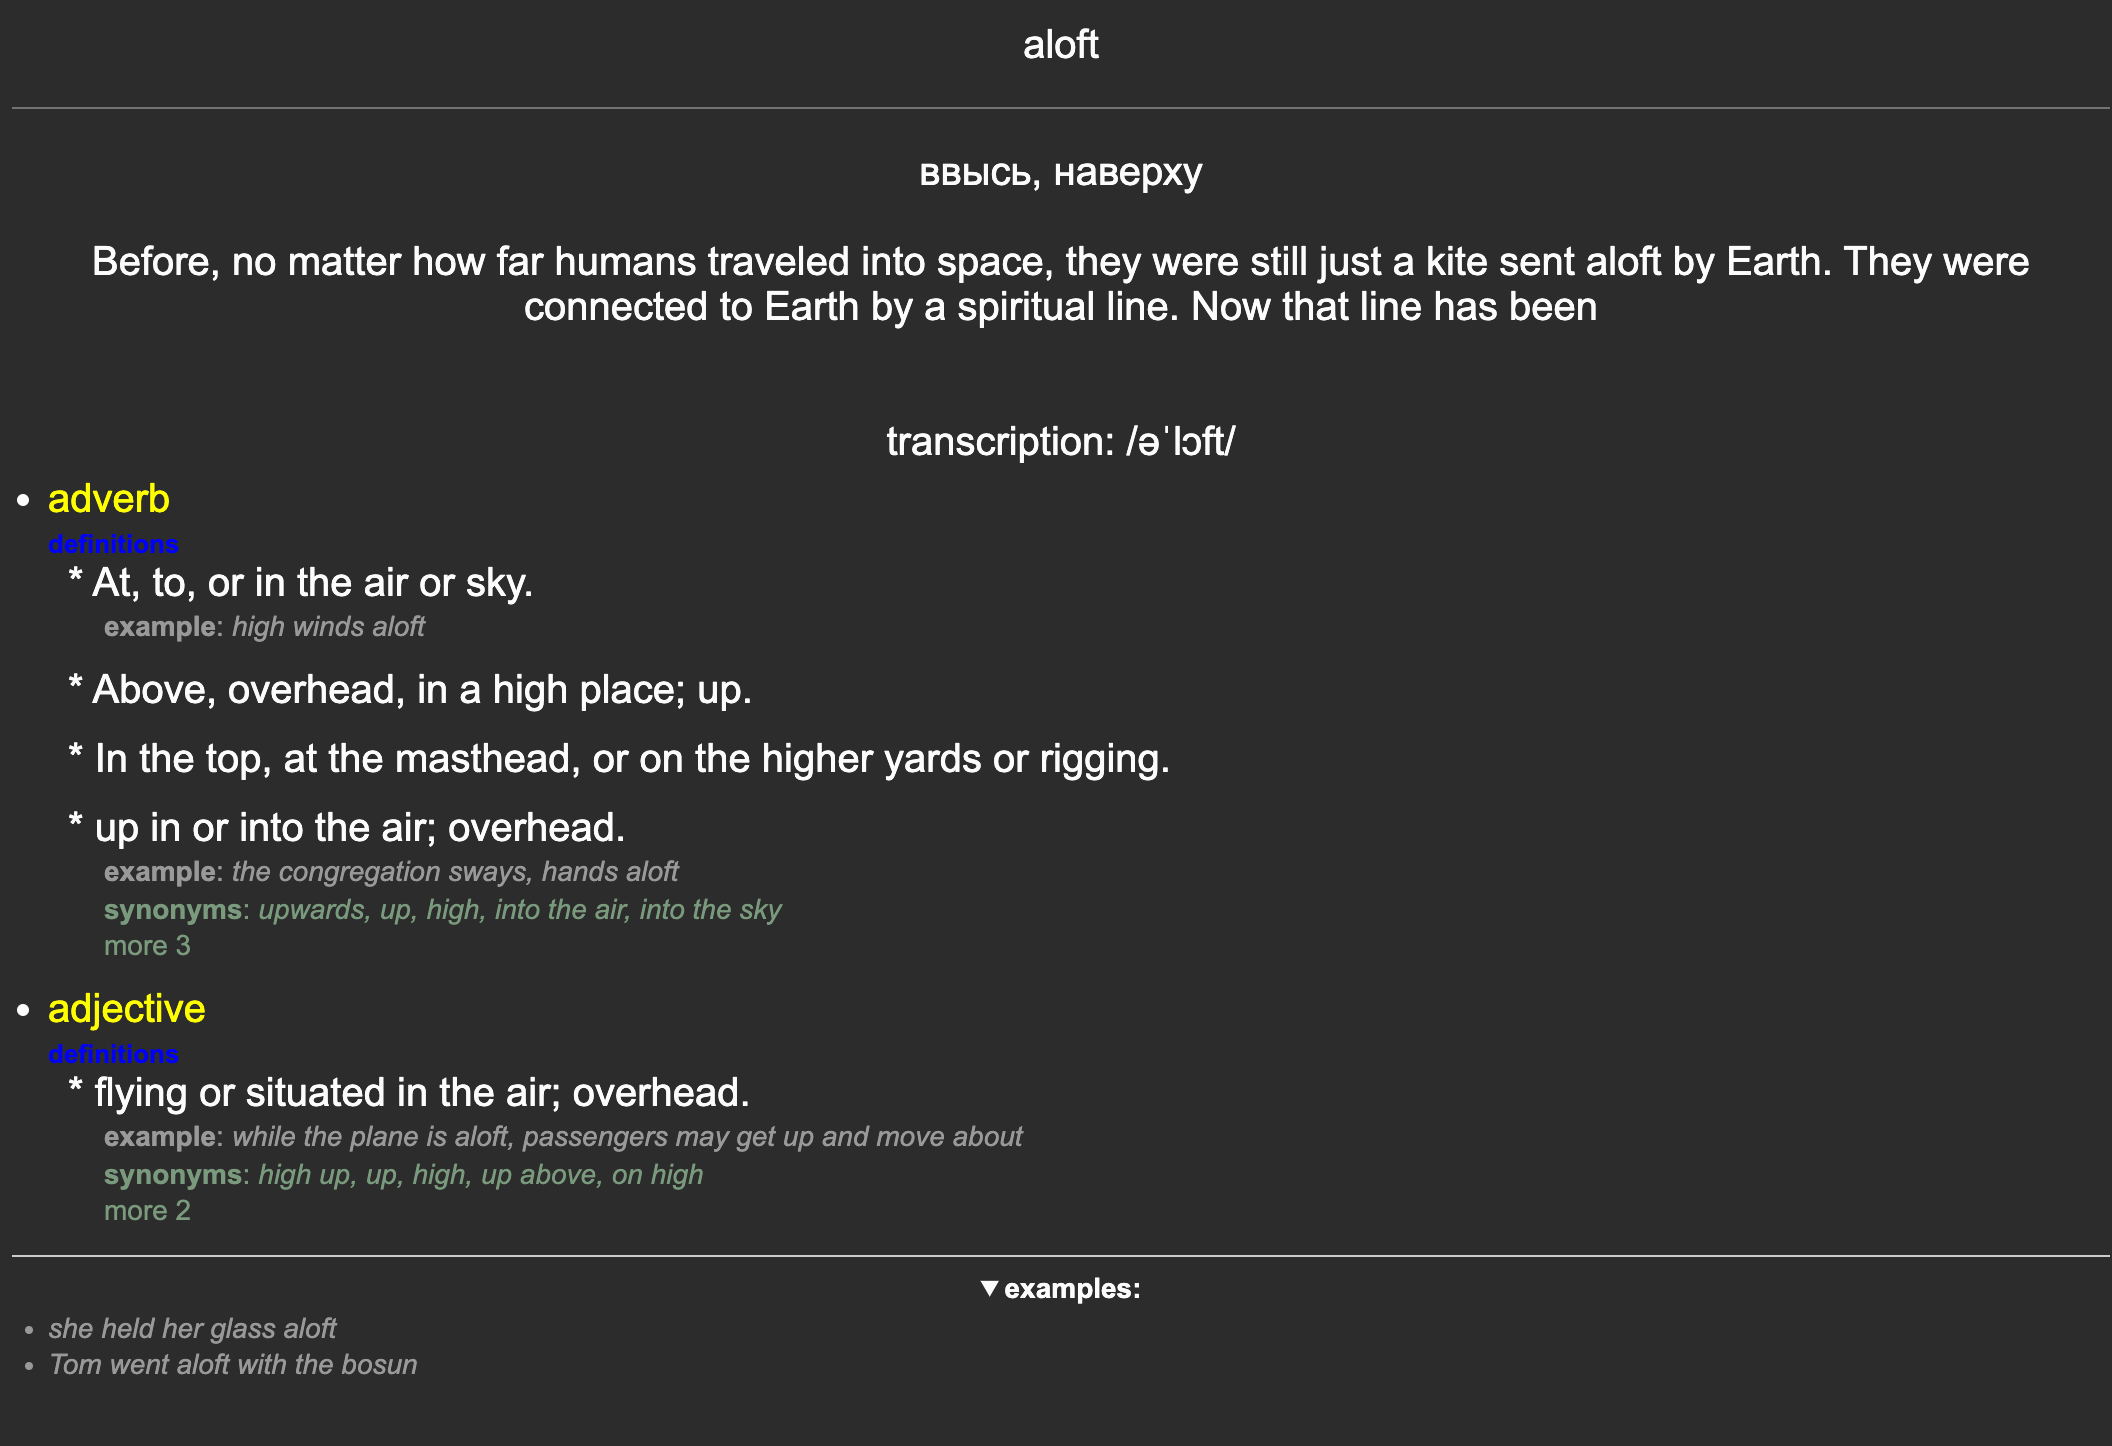 aloft
ввысь, наверху
Before, no matter how far humans traveled into space, they were still just a kite sent aloft by Earth. They were
connected to Earth by a spiritual line. Now that line has been
transcription: /əˈlɔft/
• adverb
definitions
* At, to, or in the air or sky.
example: high winds aloft
* Above, overhead, in a high place; up.
* In the top, at the masthead, or on the higher yards or rigging.
* up in or into the air; overhead.
example: the congregation sways, hands aloft
synonyms: upwards, up, high, into the air, into the sky
more 3
• adjective
definitions
* flying or situated in the air; overhead.
example: while the plane is aloft, passengers may get up and move about
synonyms: high up, up, high, up above, on high
more 2
▼ examples:
• she held her glass aloft
• Tom went aloft with the bosun